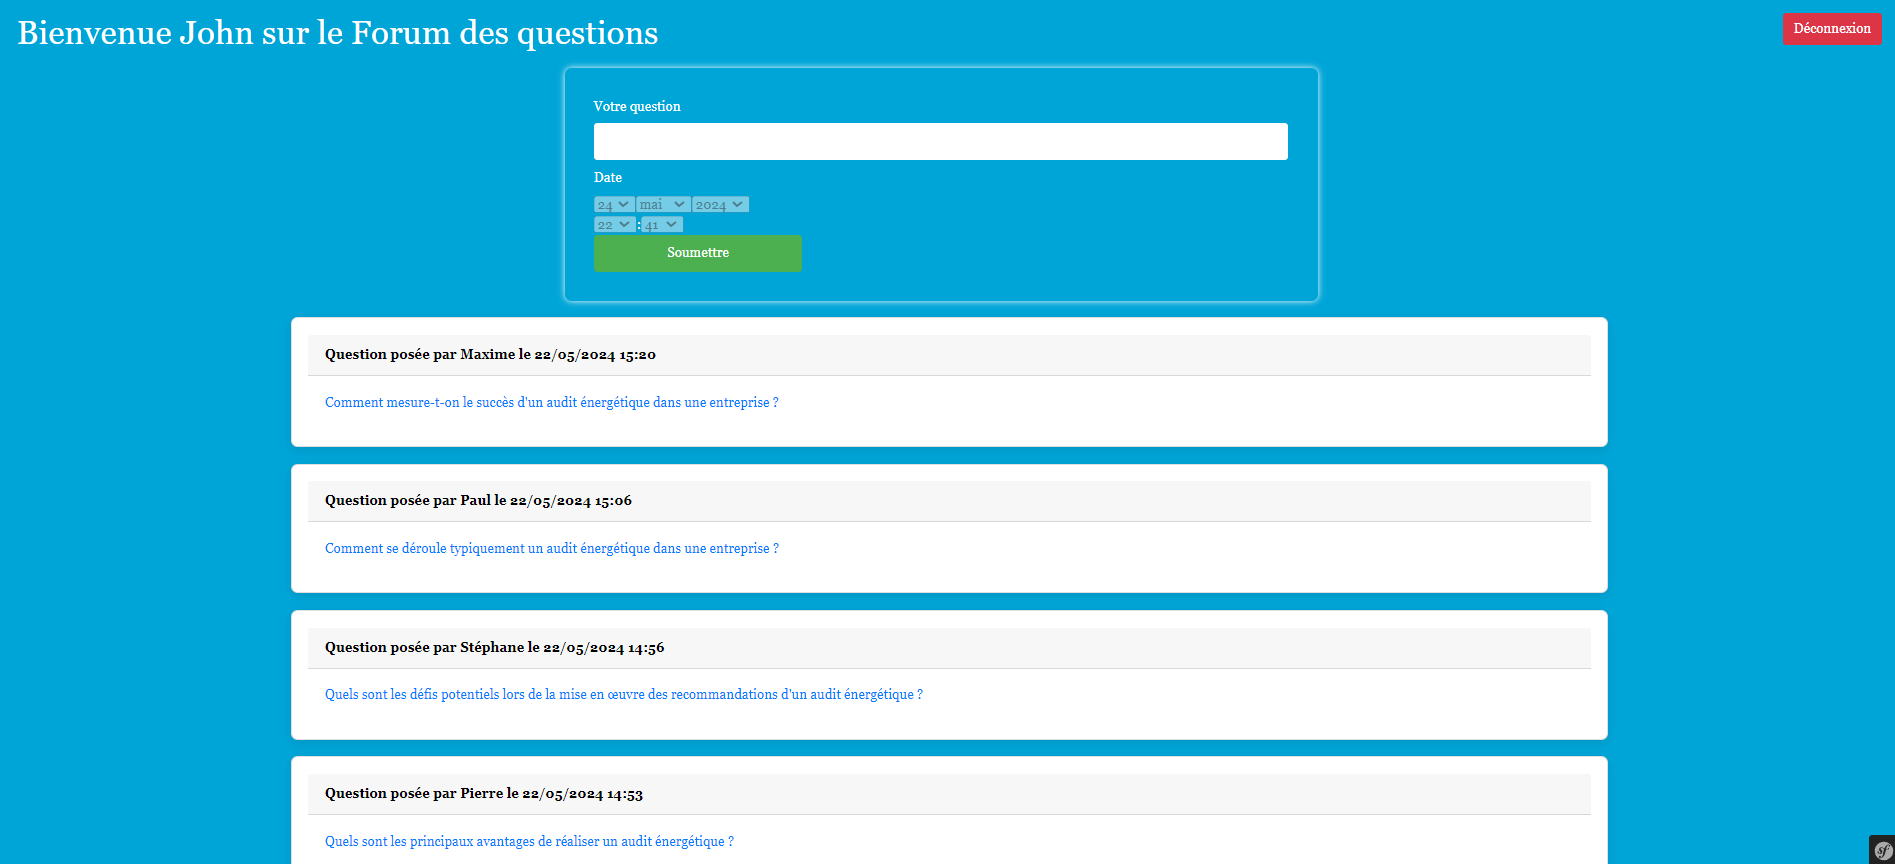 Bienvenue John sur le Forum des questions
Déconnexion
Votre question
Date
24 mai 2024
22 : 41
Soumettre
Question posée par Maxime le 22/05/2024 15:20
Comment mesure-t-on le succès d'un audit énergétique dans une entreprise ?
Question posée par Paul le 22/05/2024 15:06
Comment se déroule typiquement un audit énergétique dans une entreprise ?
Question posée par Stéphane le 22/05/2024 14:56
Quels sont les défis potentiels lors de la mise en œuvre des recommandations d'un audit énergétique ?
Question posée par Pierre le 22/05/2024 14:53
Quels sont les principaux avantages de réaliser un audit énergétique ?
sf